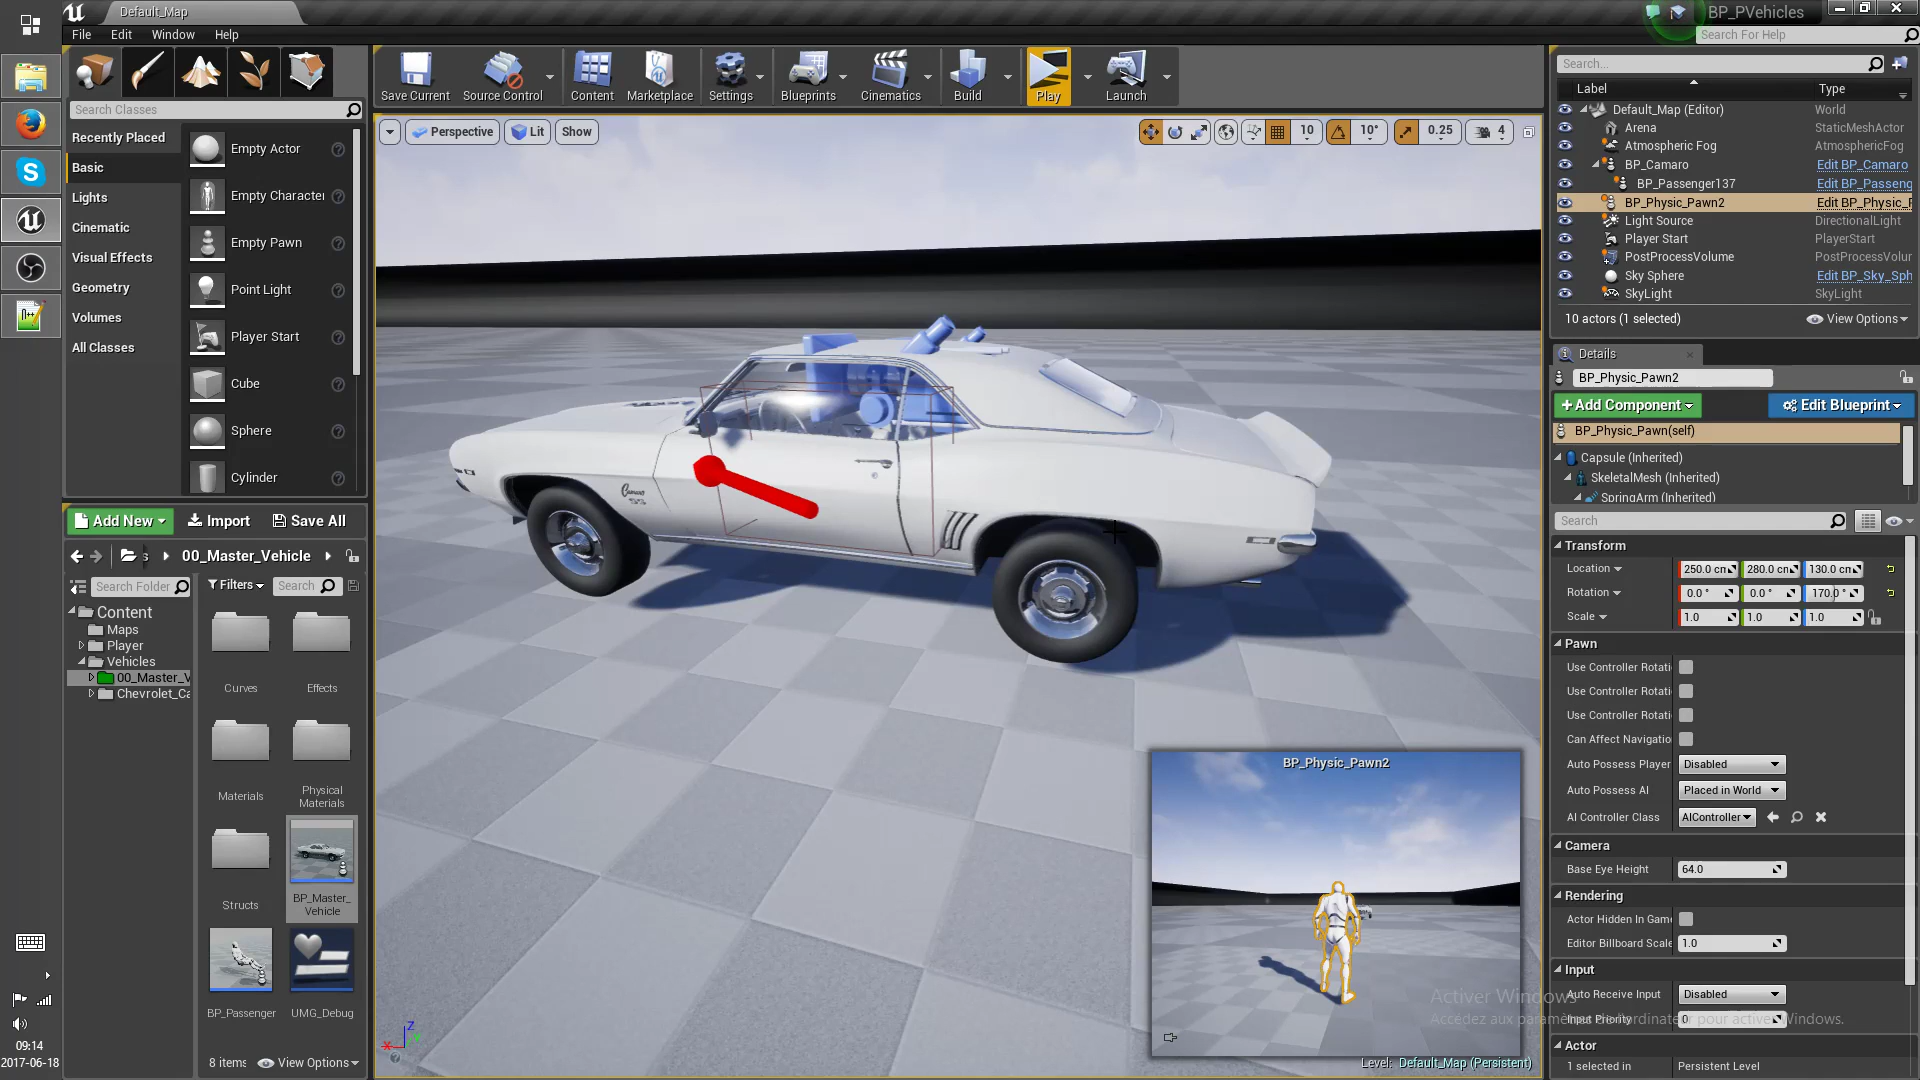 Default_Map
BP_PVehicles
File Edit Window Help
Search For Help
Save Current
Source Control
Content
Marketplace
Settings
Blueprints
Cinematics
Build
Play
Launch
Search Classes
Recently Placed
Basic
Lights
Cinematic
Visual Effects
Geometry
Volumes
All Classes
Empty Actor
Empty Character
Empty Pawn
Point Light
Player Start
Cube
Sphere
Cylinder
Perspective
Lit
Show
10
10°
0.25
4
Search...
Label Type
Default_Map (Editor) World
Arena StaticMeshActor
Atmospheric Fog AtmosphericFog
BP_Camaro Edit BP_Camaro
BP_Passenger137 Edit BP_Passeng
BP_Physic_Pawn2 Edit BP_Physic_F
Light Source DirectionalLight
Player Start PlayerStart
PostProcessVolume PostProcessVolur
Sky Sphere Edit BP_Sky_Sph
SkyLight SkyLight
10 actors (1 selected) View Options
Details
BP_Physic_Pawn2
+Add Component Edit Blueprint
BP_Physic_Pawn(self)
Capsule (Inherited)
SkeletalMesh (Inherited)
SpringArm (Inherited)
Search
Transform
Location 250.0 cm 280.0 cm 130.0 cm
Rotation 0.0 ° 0.0 ° 170.0 °
Scale 1.0 1.0 1.0
Pawn
Use Controller Rotati
Use Controller Rotati
Use Controller Rotati
Can Affect Navigatio
Auto Possess Player Disabled
Auto Possess AI Placed in World
AI Controller Class AIController
Camera
Base Eye Height 64.0
Rendering
Actor Hidden In Game
Editor Billboard Scale 1.0
Input
Auto Receive Input Disabled
Input Priority 0
Actor
1 selected in Persistent Level
Activer Windows
Accédez aux paramètres de l'ordinateur pour activer Windows.
Add New Import Save All
00_Master_Vehicle
Search Folder
Filters
Search
Content
Maps
Player
Vehicles
00_Master_V
Chevrolet_Ca
Curves
Effects
Materials
Physical
Materials
Structs
BP_Master_
Vehicle
BP_Passenger
UMG_Debug
8 items View Options
Camaro
SS
BP_Physic_Pawn2
Level: Default_Map (Persistent)
Z
X
Y
09:14
2017-06-18